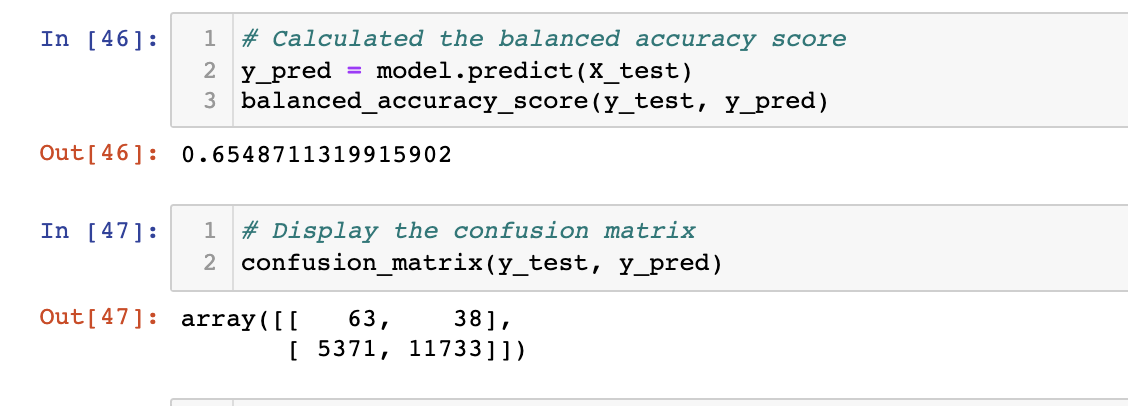 In [46]:
1 # Calculated the balanced accuracy score
2 y_pred = model.predict(X_test)
3 balanced_accuracy_score(y_test, y_pred)
Out[46]: 0.6548711319915902
In [47]:
1 # Display the confusion matrix
2 confusion_matrix(y_test, y_pred)
Out[47]: array([[   63,    38],
       [ 5371, 11733]])